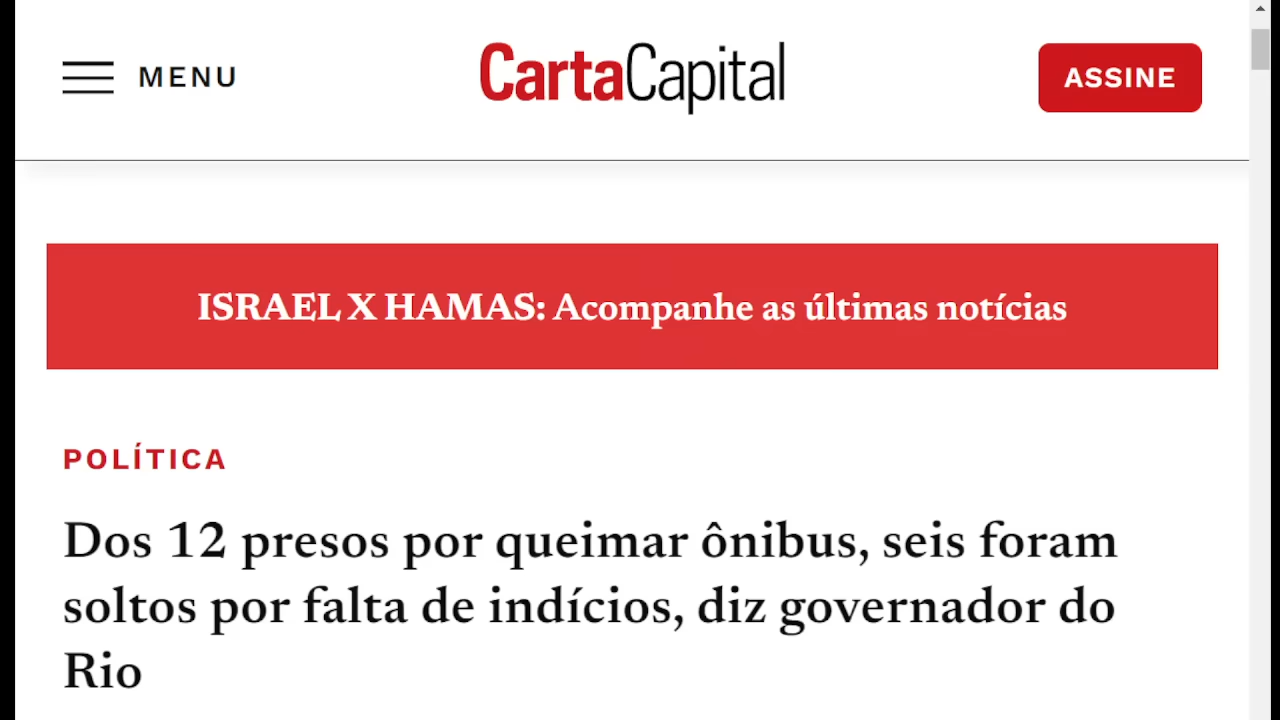 MENU
CartaCapital
ASSINE
ISRAEL X HAMAS: Acompanhe as últimas notícias
POLÍTICA
Dos 12 presos por queimar ônibus, seis foram
soltos por falta de indícios, diz governador do
Rio